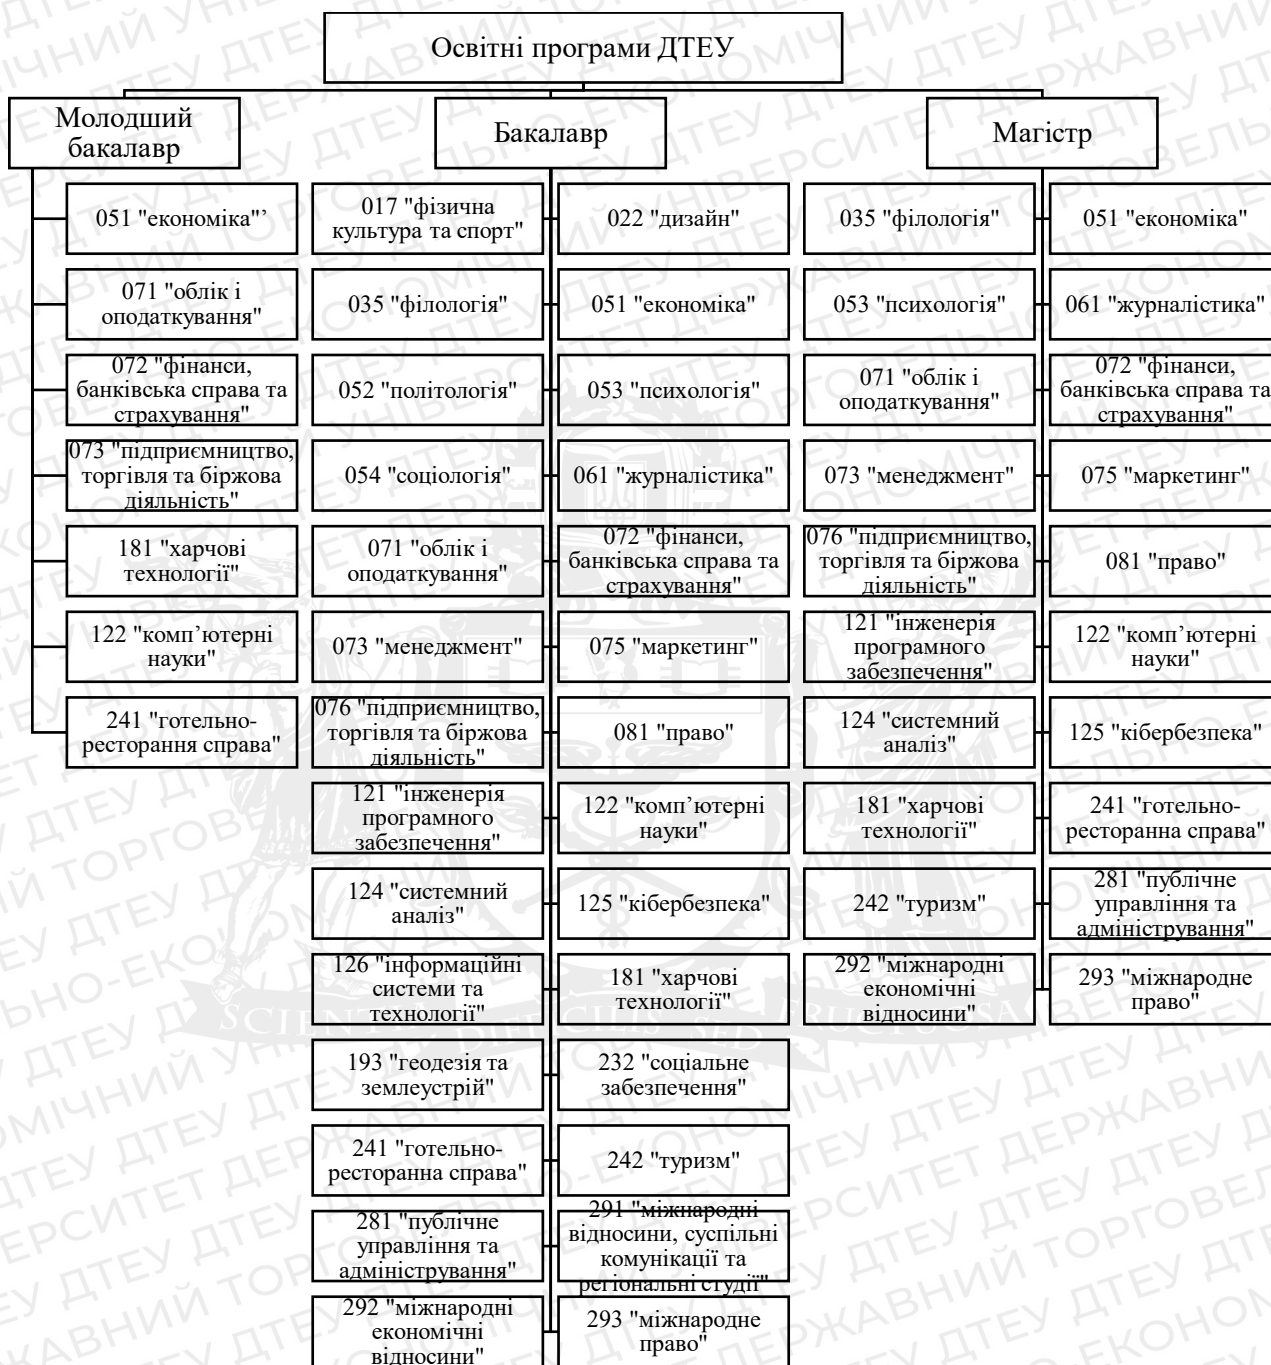 Освітні програми ДТЕУ
Молодший
бакалавр
051 "економіка"’
071 "облік і
оподаткування"
072 "фінанси,
банківська справа та
страхування"
073 "підприємництво,
торгівля та біржова
діяльність"
181 "харчові
технології"
122 "комп’ютерні
науки"
241 "готельно-
ресторання справа"
Бакалавр
017 "фізична
культура та спорт"
022 "дизайн"
035 "філологія"
051 "економіка"
052 "політологія"
053 "психологія"
054 "соціологія"
061 "журналістика"
071 "облік і
оподаткування"
072 "фінанси,
банківська справа та
страхування"
073 "менеджмент"
075 "маркетинг"
076 "підприємництво,
торгівля та біржова
діяльність"
081 "право"
121 "інженерія
програмного
забезпечення"
122 "комп’ютерні
науки"
124 "системний
аналіз"
125 "кібербезпека"
126 "інформаційні
системи та
технології"
181 "харчові
технології"
193 "геодезія та
землеустрій"
232 "соціальне
забезпечення"
241 "готельно-
ресторанна справа"
242 "туризм"
281 "публічне
управління та
адміністрування"
291 "міжнародні
відносини, суспільні
комунікації та
регіональні студії"
292 "міжнародні
економічні
відносини"
293 "міжнародне
право"
Магістр
035 "філологія"
051 "економіка"
053 "психологія"
061 "журналістика"
071 "облік і
оподаткування"
072 "фінанси,
банківська справа та
страхування"
073 "менеджмент"
075 "маркетинг"
076 "підприємництво,
торгівля та біржова
діяльність"
081 "право"
121 "інженерія
програмного
забезпечення"
122 "комп’ютерні
науки"
124 "системний
аналіз"
125 "кібербезпека"
181 "харчові
технології"
241 "готельно-
ресторанна справа"
242 "туризм"
281 "публічне
управління та
адміністрування"
292 "міжнародні
економічні
відносини"
293 "міжнародне
право"